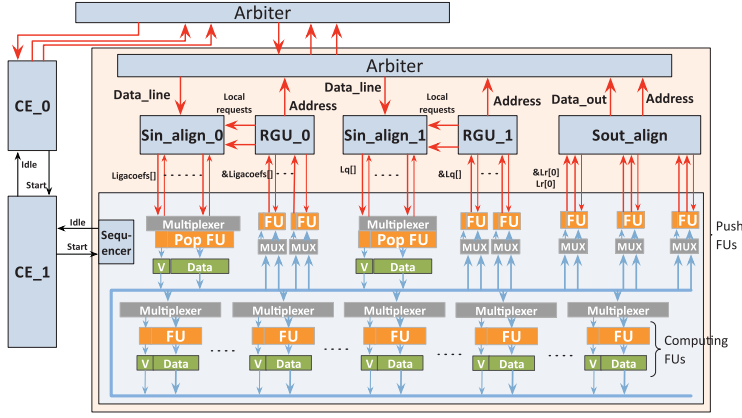 Arbiter
Arbiter
CE_0
Data_line
Local
requests
Address
Data_line
Local
requests
Address
Data_out
Address
Sin_align_0
RGU_0
Sin_align_1
RGU_1
Sout_align
Idle
Start
Ligacoefs[]
&Ligacoefs[]
Lq[]
&Lq[]
&Lr[0]
Lr[0]
CE_1
Idle
Start
Sequ-
encer
Multiplexer
Pop FU
V Data
FU FU
MUX MUX
Multiplexer
Pop FU
V Data
FU FU
MUX MUX
FU FU FU
MUX MUX MUX
Push
FUs
Multiplexer Multiplexer Multiplexer Multiplexer Multiplexer
FU FU FU FU FU
V Data V Data V Data V Data V Data
Computing
FUs